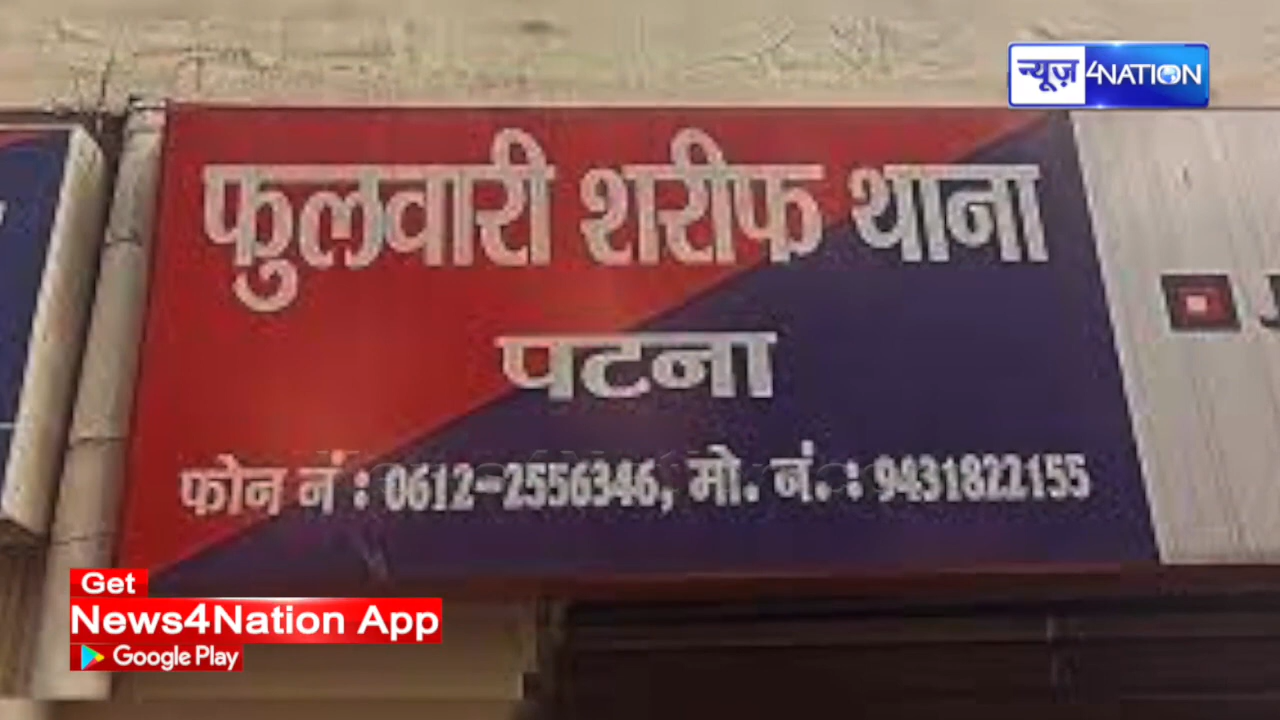 न्यूज़ 4NATION
फुलवारी शरीफ थाना
पटना
फोन नं : 0612-2556346, मो. नं. : 9431822155
Get
News4Nation App
Google Play